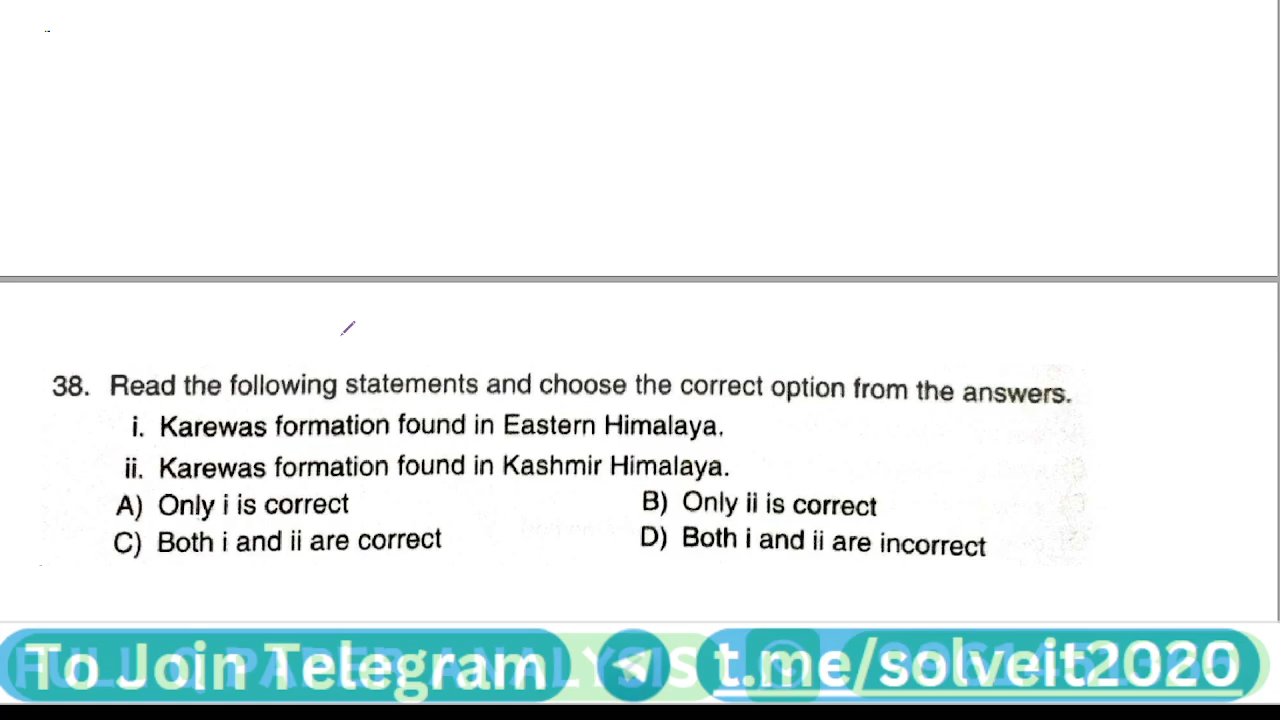 38. Read the following statements and choose the correct option from the answers.
i. Karewas formation found in Eastern Himalaya.
ii. Karewas formation found in Kashmir Himalaya.
A) Only i is correct B) Only ii is correct
C) Both i and ii are correct D) Both i and ii are incorrect
To Join Telegram t.me/solveit2020